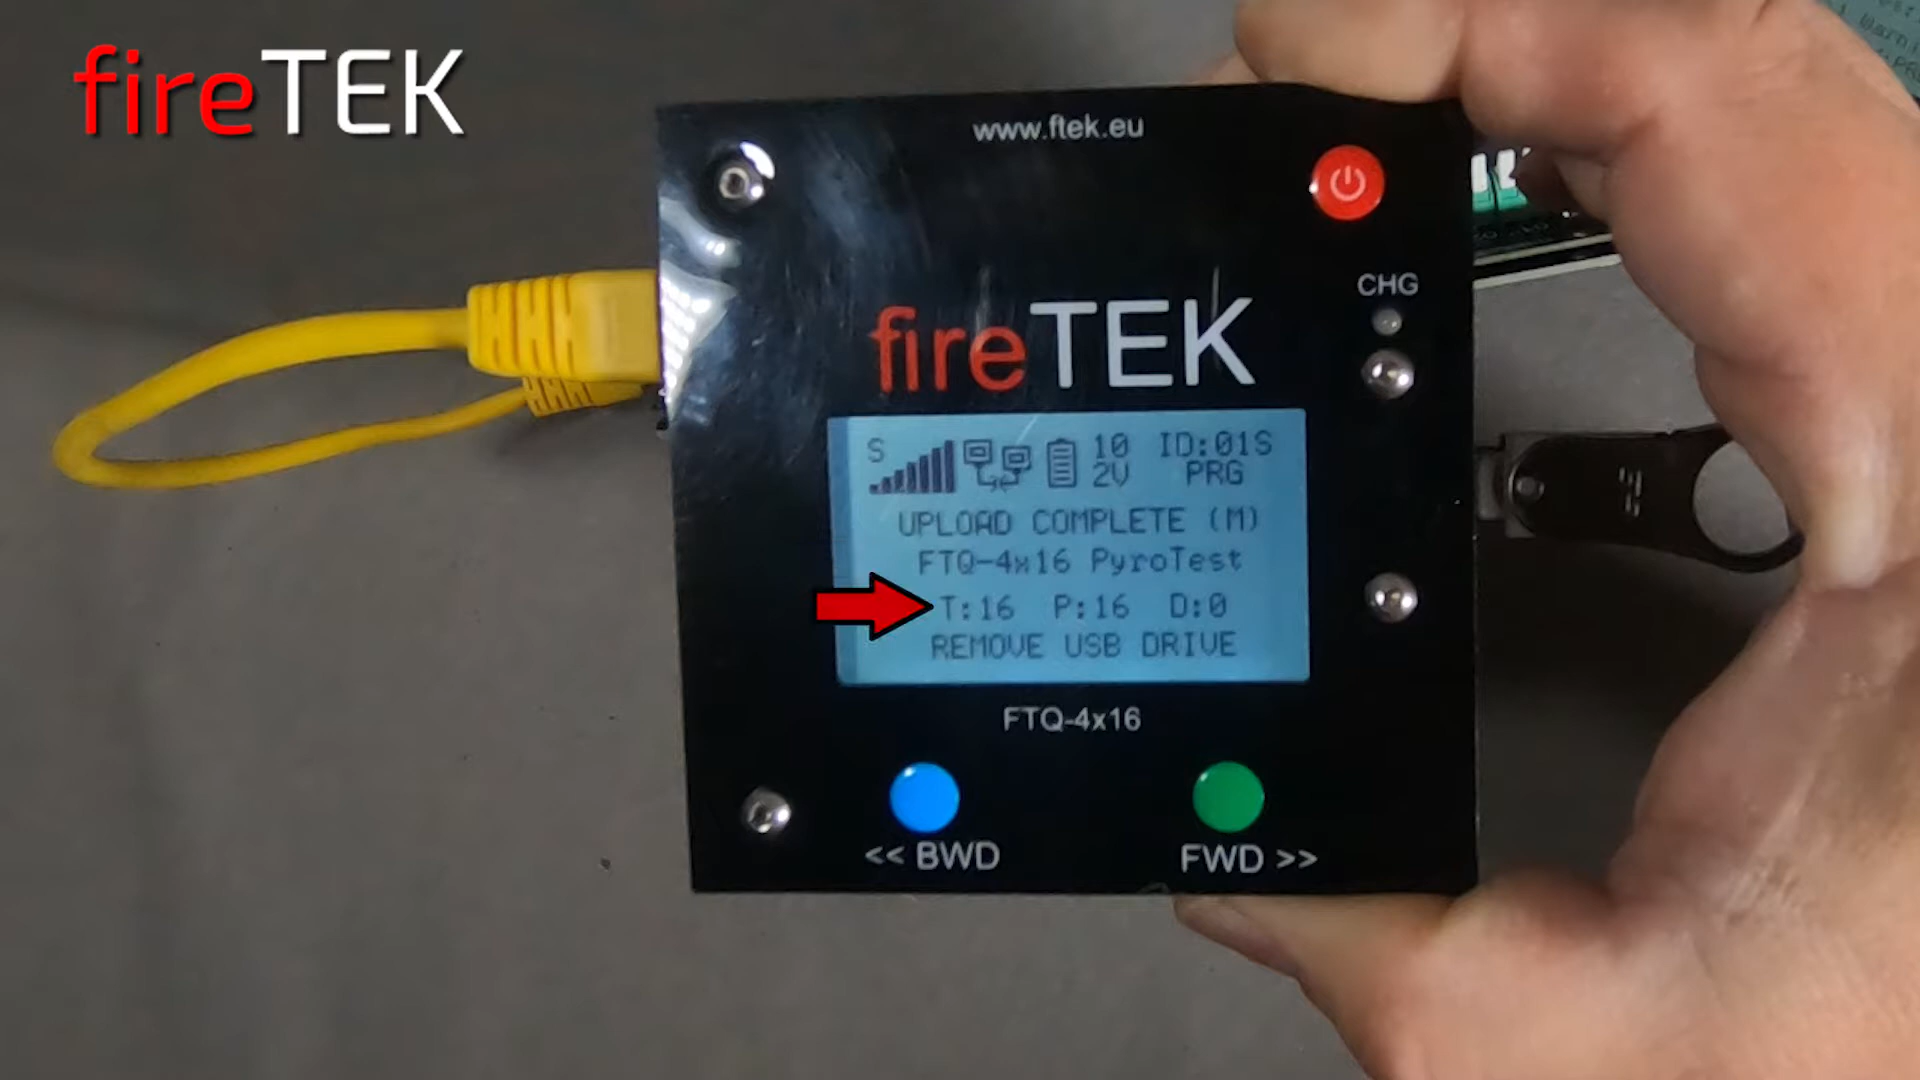 fireTEK
www.ftek.eu
CHG
fireTEK
S 10 ID:01S
2V PRG
UPLOAD COMPLETE (M)
FTQ-4x16 PyroTest
T:16 P:16 D:0
REMOVE USB DRIVE
FTQ-4x16
<< BWD FWD >>